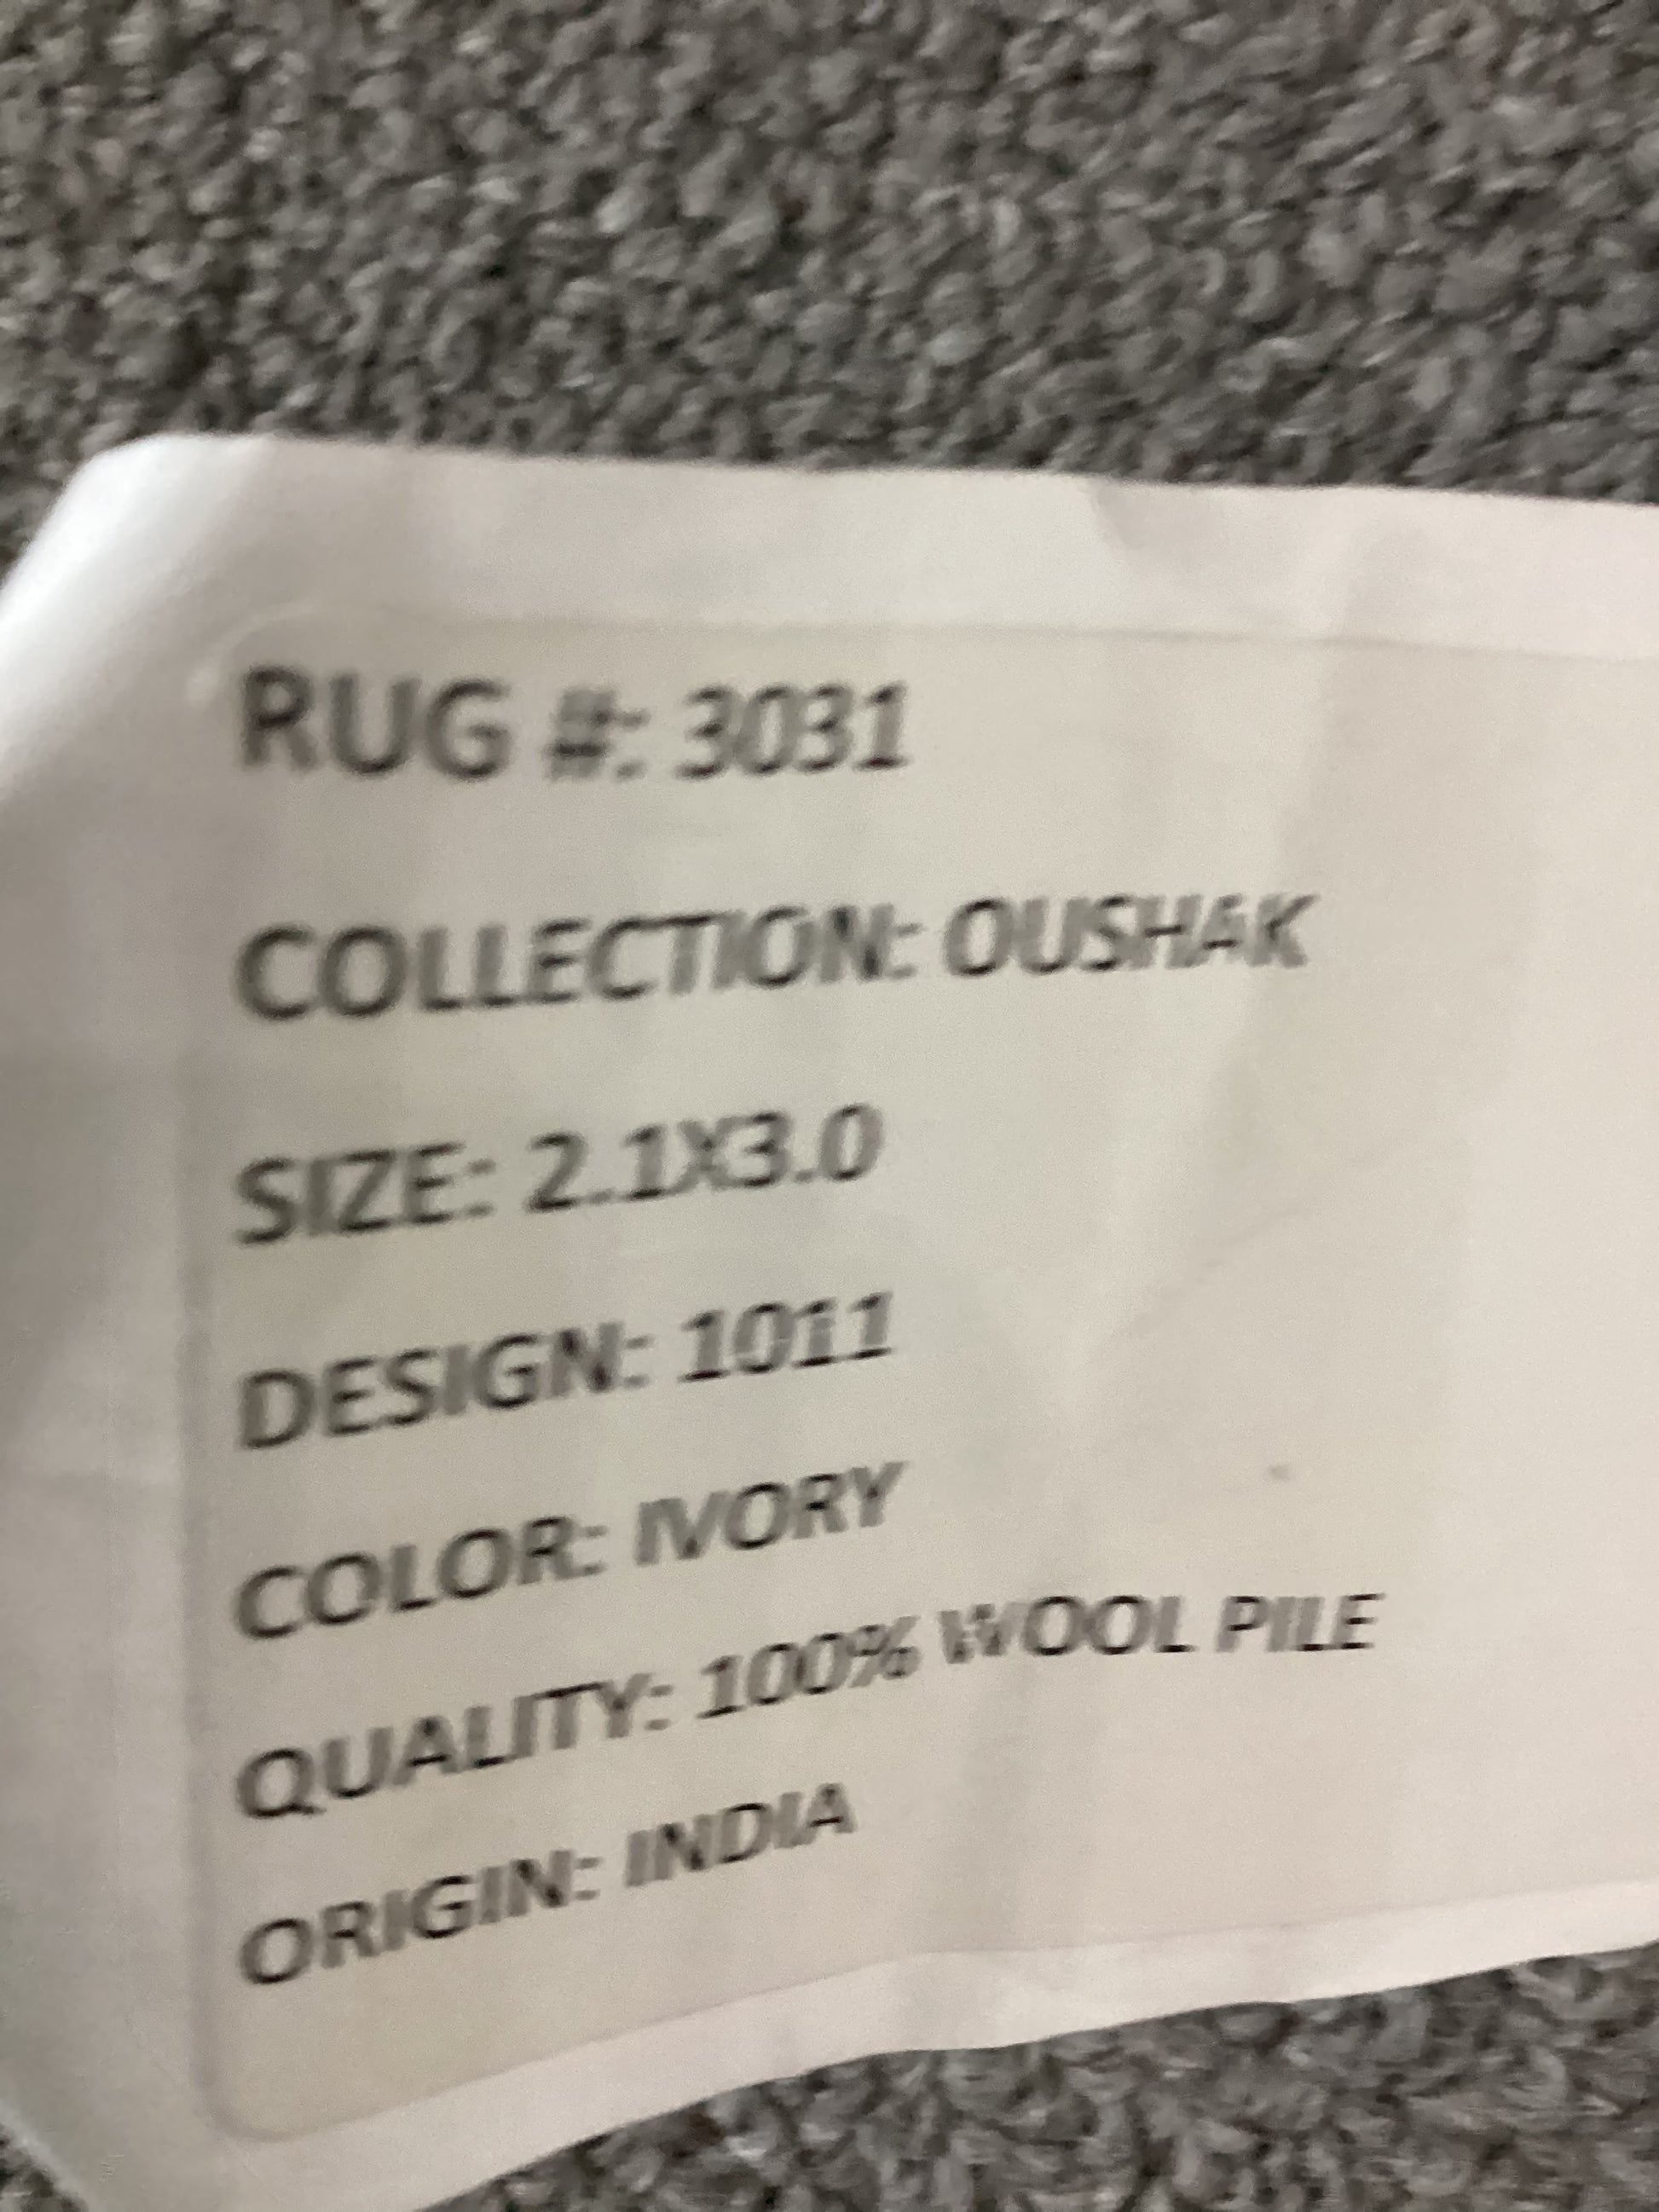 RUG #: 3031
COLLECTION: OUSHAK
SIZE: 2.1X3.0
DESIGN: 1011
COLOR: IVORY
QUALITY: 100% WOOL PILE
ORIGIN: INDIA